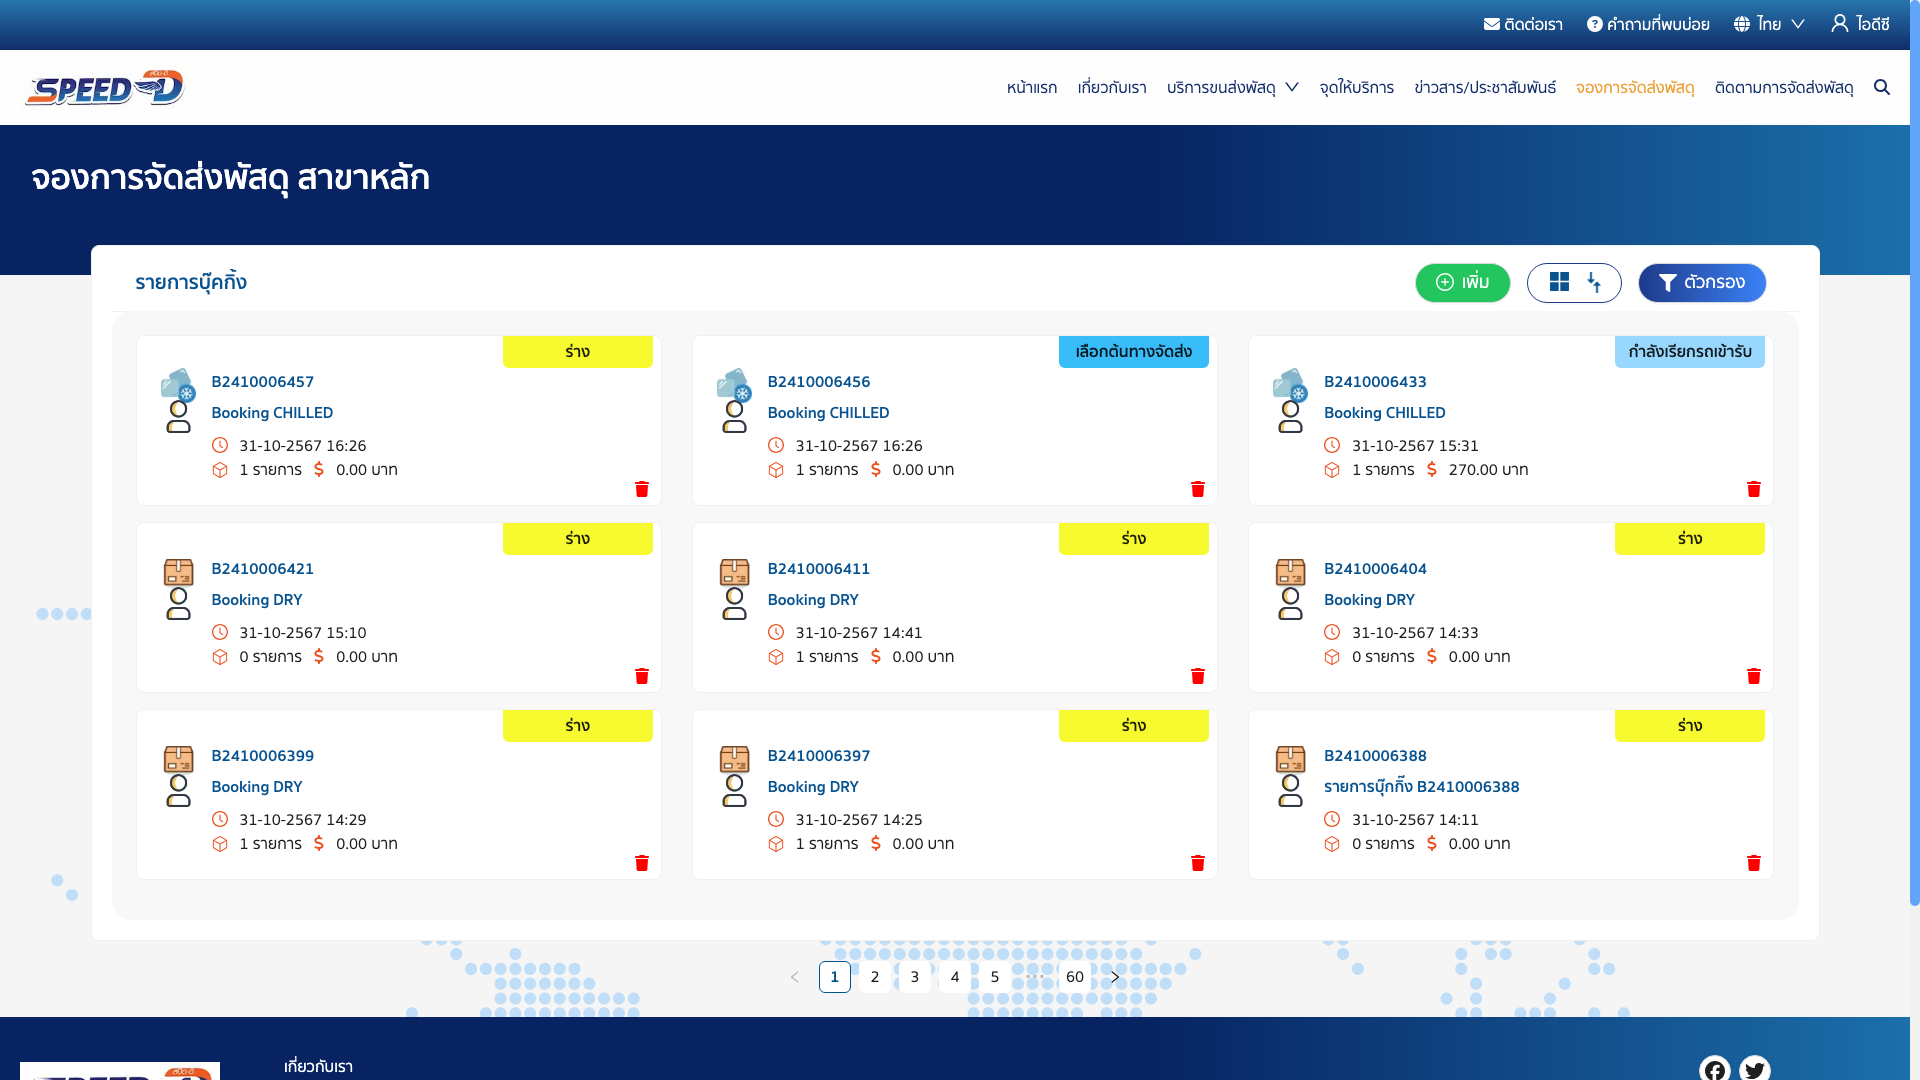 ติดต่อเรา คำถามที่พบบ่อย ไทย ไอดีซี
SPEED-D
หน้าแรก เกี่ยวกับเรา บริการขนส่งพัสดุ จุดให้บริการ ข่าวสาร/ประชาสัมพันธ์ จองการจัดส่งพัสดุ ติดตามการจัดส่งพัสดุ
จองการจัดส่งพัสดุ สาขาหลัก
รายการบุ๊คกิ้ง
เพิ่ม
ตัวกรอง
ร่าง
B2410006457
Booking CHILLED
31-10-2567 16:26
1 รายการ $ 0.00 บาท
เลือกต้นทางจัดส่ง
B2410006456
Booking CHILLED
31-10-2567 16:26
1 รายการ $ 0.00 บาท
กำลังเรียกรถเข้ารับ
B2410006433
Booking CHILLED
31-10-2567 15:31
1 รายการ $ 270.00 บาท
ร่าง
B2410006421
Booking DRY
31-10-2567 15:10
0 รายการ $ 0.00 บาท
ร่าง
B2410006411
Booking DRY
31-10-2567 14:41
1 รายการ $ 0.00 บาท
ร่าง
B2410006404
Booking DRY
31-10-2567 14:33
0 รายการ $ 0.00 บาท
ร่าง
B2410006399
Booking DRY
31-10-2567 14:29
1 รายการ $ 0.00 บาท
ร่าง
B2410006397
Booking DRY
31-10-2567 14:25
1 รายการ $ 0.00 บาท
ร่าง
B2410006388
รายการบุ๊กกิ๊ง B2410006388
31-10-2567 14:11
0 รายการ $ 0.00 บาท
1 2 3 4 5 ••• 60
เกี่ยวกับเรา